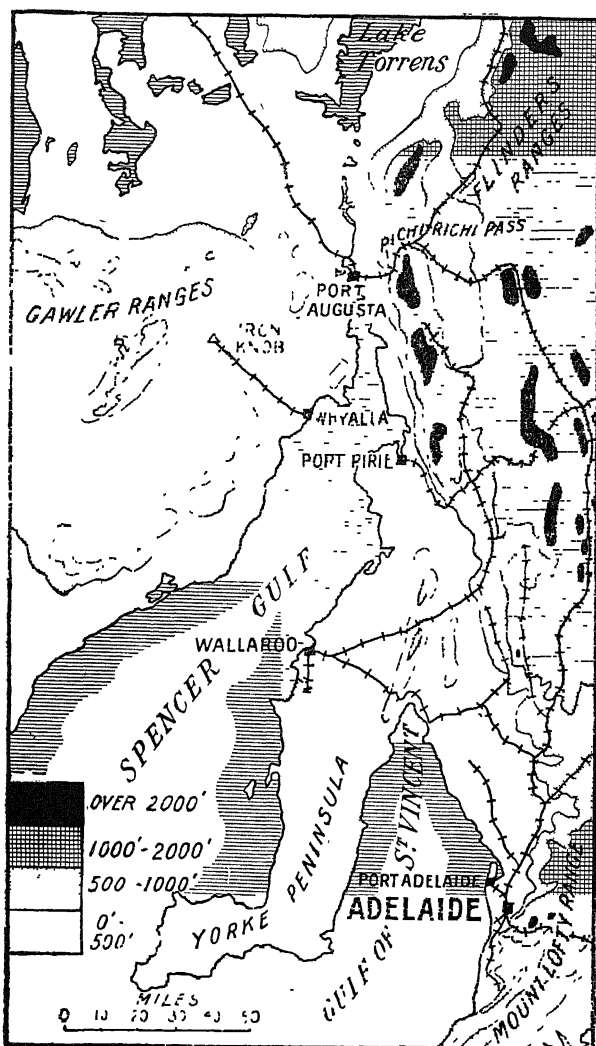 Lake
Torrens
FLINDERS
RANGES
PICHI RICHI PASS
PORT
AUGUSTA
GAWLER RANGES
IRON
KNOB
WHYALLA
PORT PIRIE
SPENCER GULF
WALLAROO
YORKE PENINSULA
GULF OF ST VINCENT
PORT ADELAIDE
ADELAIDE
MOUNT LOFTY RANGE
OVER 2000'
1000'-2000'
500-1000'
0'-
500'
MILES
0 10 20 30 40 50